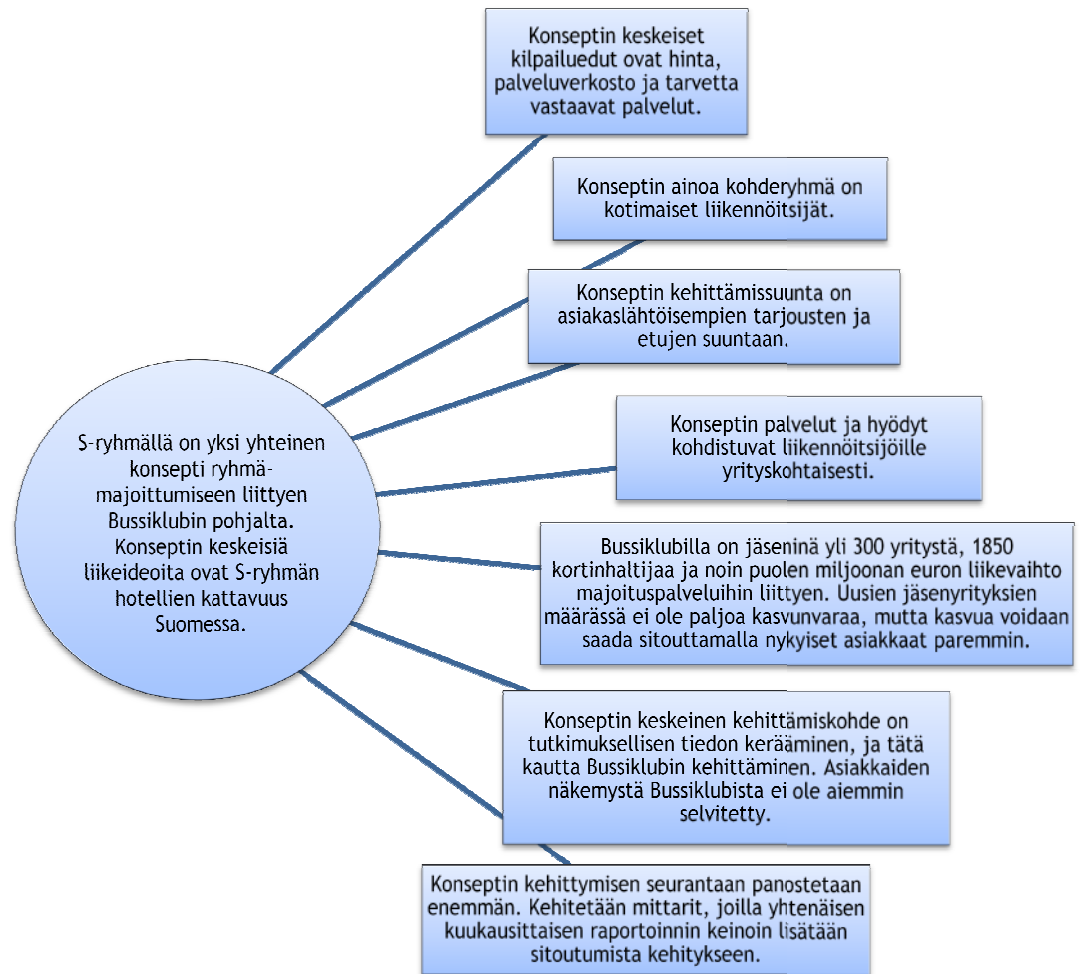 Konseptin keskeiset
kilpailuedut ovat hinta,
palveluverkosto ja tarvetta
vastaavat palvelut.
Konseptin ainoa kohderyhmä on
kotimaiset liikennöitsijät.
Konseptin kehittämissuunta on
asiakaslähtöisempien tarjousten ja
etujen suuntaan.
S-ryhmällä on yksi yhteinen
konsepti ryhmä-
majoittumiseen liittyen
Bussiklubin pohjalta.
Konseptin keskeisiä
liikeideoita ovat S-ryhmän
hotellien kattavuus
Suomessa.
Konseptin palvelut ja hyödyt
kohdistuvat liikennöitsijöille
yrityskohtaisesti.
Bussiklubilla on jäseninä yli 300 yritystä, 1850
kortinhaltijaa ja noin puolen miljoonan euron liikevaihto
majoituspalveluihin liittyen. Uusien jäsenyrityksien
määrässä ei ole paljoa kasvunvaraa, mutta kasvua voidaan
saada sitouttamalla nykyiset asiakkaat paremmin.
Konseptin keskeinen kehittämiskohde on
tutkimuksellisen tiedon kerääminen, ja tätä
kautta Bussiklubin kehittäminen. Asiakkaiden
näkemystä Bussiklubista ei ole aiemmin
selvitetty.
Konseptin kehittymisen seurantaan panostetaan
enemmän. Kehitetään mittarit, joilla yhtenäisen
kuukausittaisen raportoinnin keinoin lisätään
sitoutumista kehitykseen.